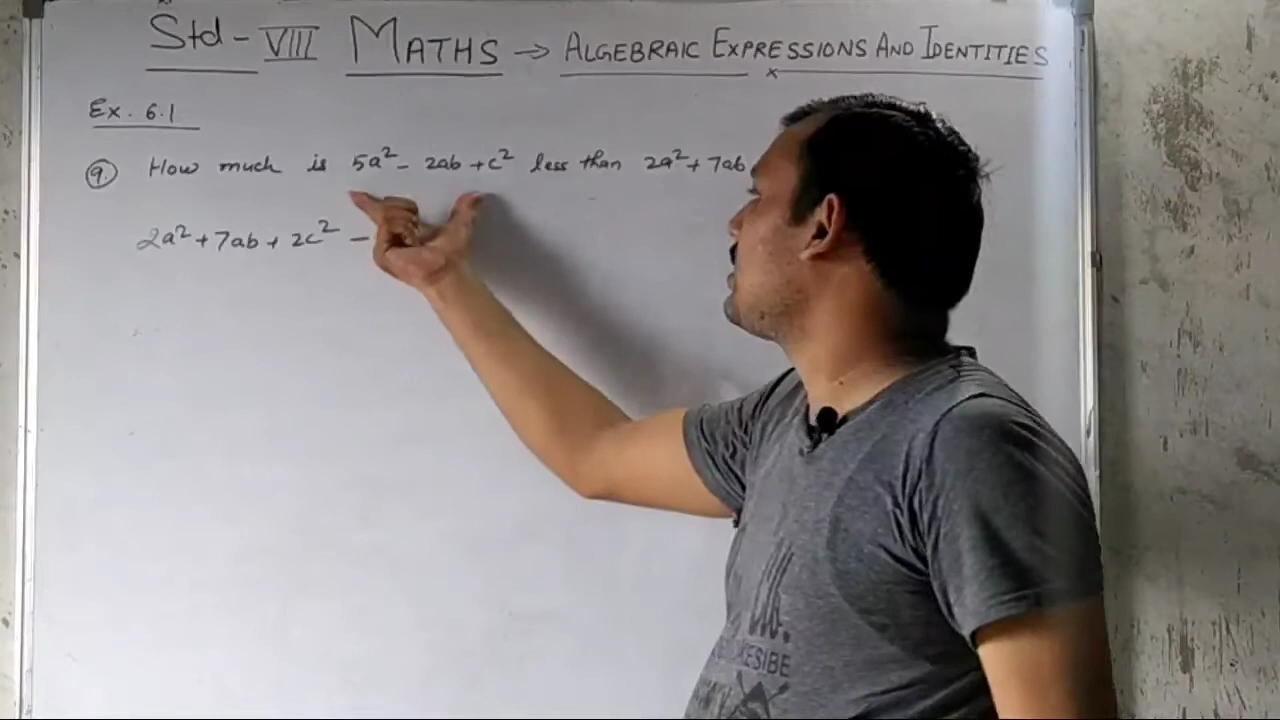 Std - VIII MATHS → ALGEBRAIC EXPRESSIONS AND IDENTITIES
Ex. 6.1
9 How much is 5a² - 2ab + c² less than 2a² + 7ab
2a² + 7ab + 2c² -